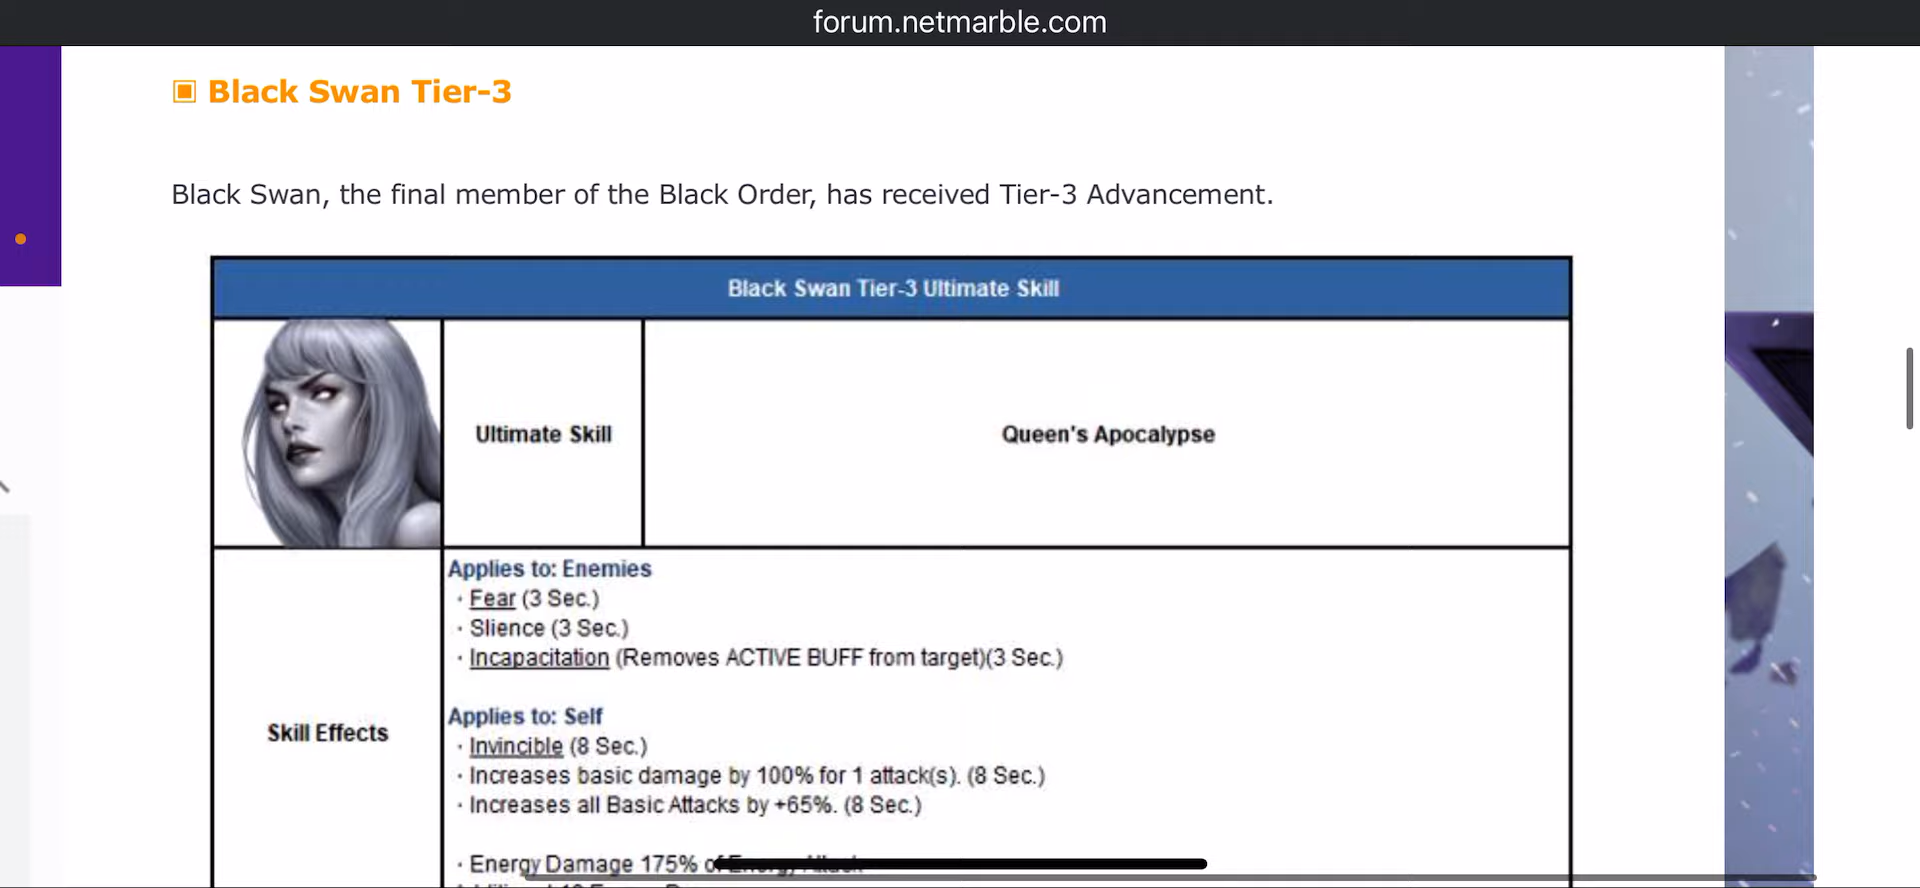 forum.netmarble.com
Black Swan Tier-3
Black Swan, the final member of the Black Order, has received Tier-3 Advancement.
Black Swan Tier-3 Ultimate Skill
Ultimate Skill
Queen's Apocalypse
Skill Effects
Applies to: Enemies
· Fear (3 Sec.)
· Slience (3 Sec.)
· Incapacitation (Removes ACTIVE BUFF from target)(3 Sec.)
Applies to: Self
· Invincible (8 Sec.)
· Increases basic damage by 100% for 1 attack(s). (8 Sec.)
· Increases all Basic Attacks by +65%. (8 Sec.)
· Energy Damage 175% of Energy Attack